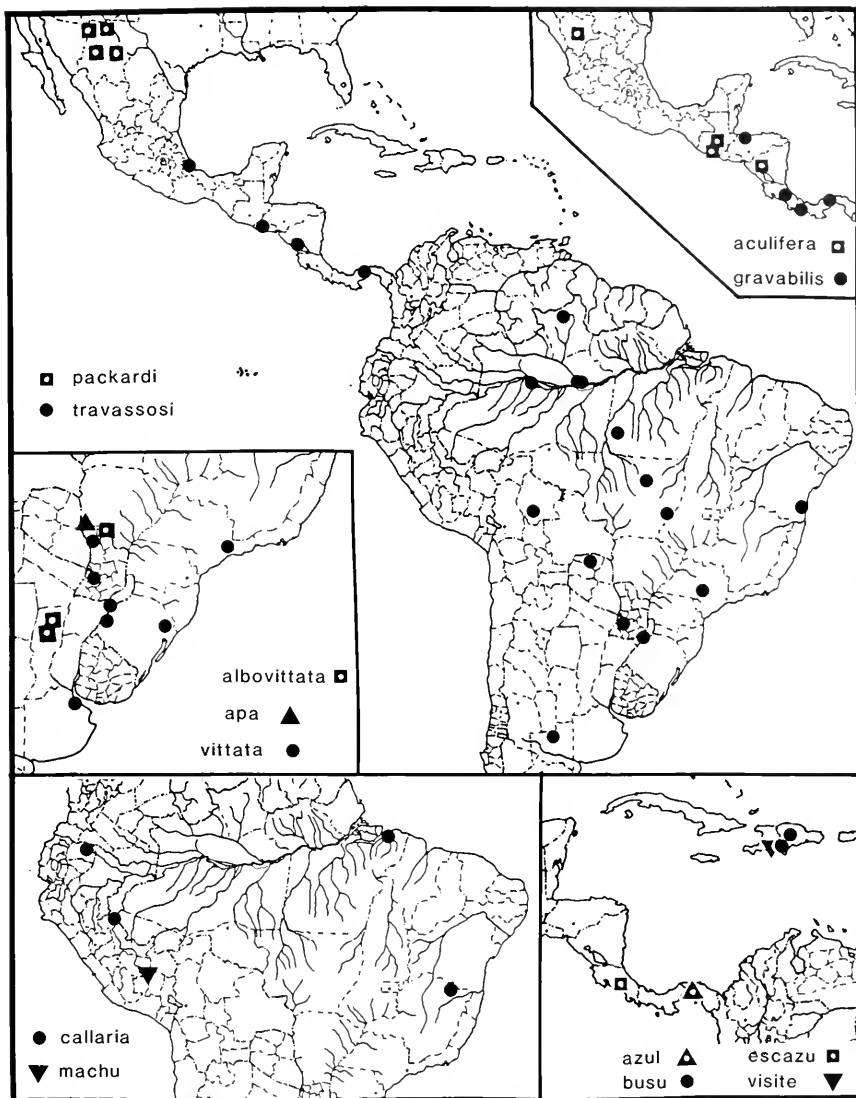 aculifera
gravabilis
packardi
travassosi
albovittata
apa
vittata
callaria
machu
azul escazu
busu visite